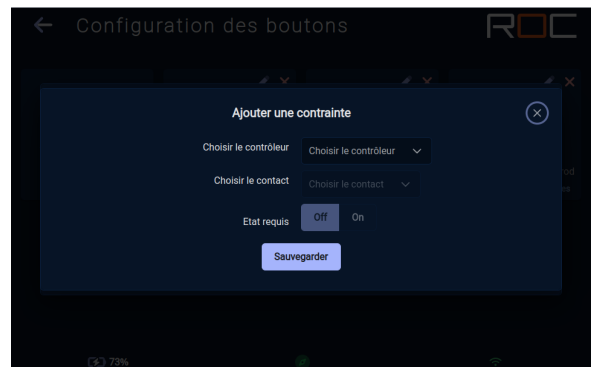 Configuration des boutons
ROC
Ajouter une contrainte
Choisir le contrôleur
Choisir le contrôleur
Choisir le contact
Choisir le contact
Etat requis
Off
On
Sauvegarder
73%